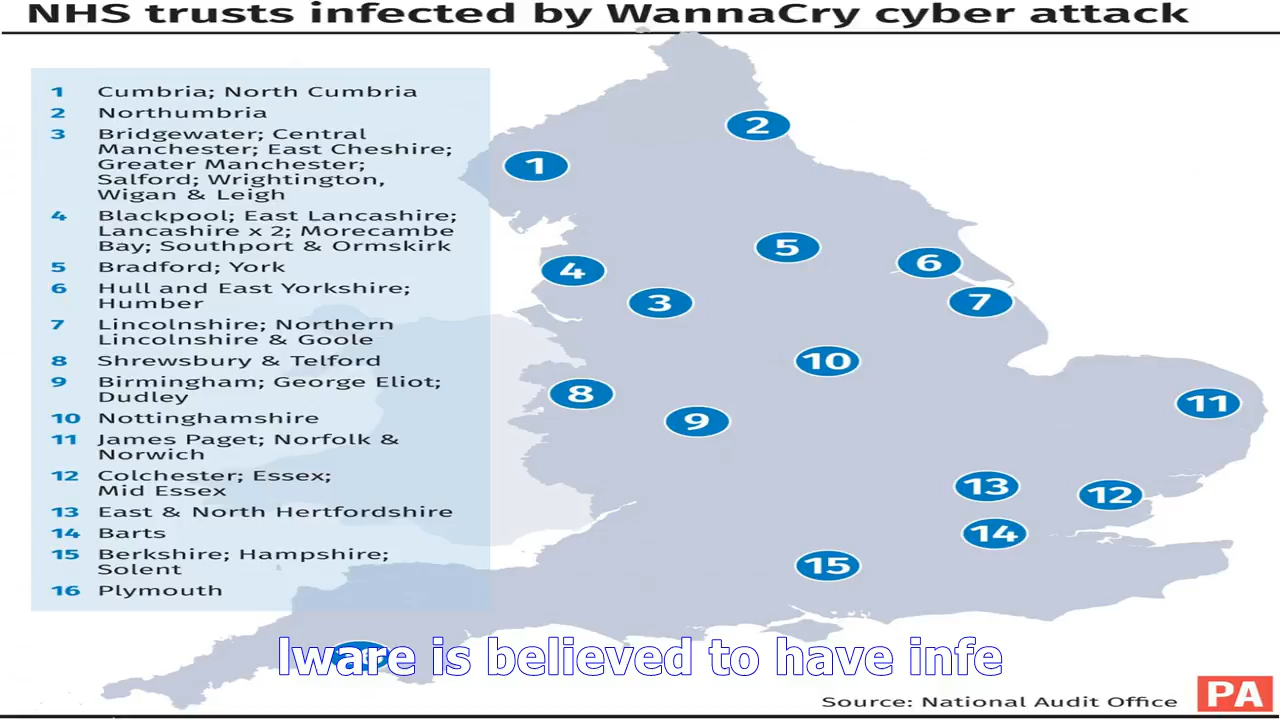 NHS trusts infected by WannaCry cyber attack
1 Cumbria; North Cumbria
2 Northumbria
3 Bridgewater; Central
Manchester; East Cheshire;
Greater Manchester;
Salford; Wrightington,
Wigan & Leigh
4 Blackpool; East Lancashire;
Lancashire x 2; Morecambe
Bay; Southport & Ormskirk
5 Bradford; York
6 Hull and East Yorkshire;
Humber
7 Lincolnshire; Northern
Lincolnshire & Goole
8 Shrewsbury & Telford
9 Birmingham; George Eliot;
Dudley
10 Nottinghamshire
11 James Paget; Norfolk &
Norwich
12 Colchester; Essex;
Mid Essex
13 East & North Hertfordshire
14 Barts
15 Berkshire; Hampshire;
Solent
16 Plymouth
2
1
5
6
4
3
7
10
8
9
11
13
12
14
15
lware is believed to have infe
Source: National Audit Office
PA